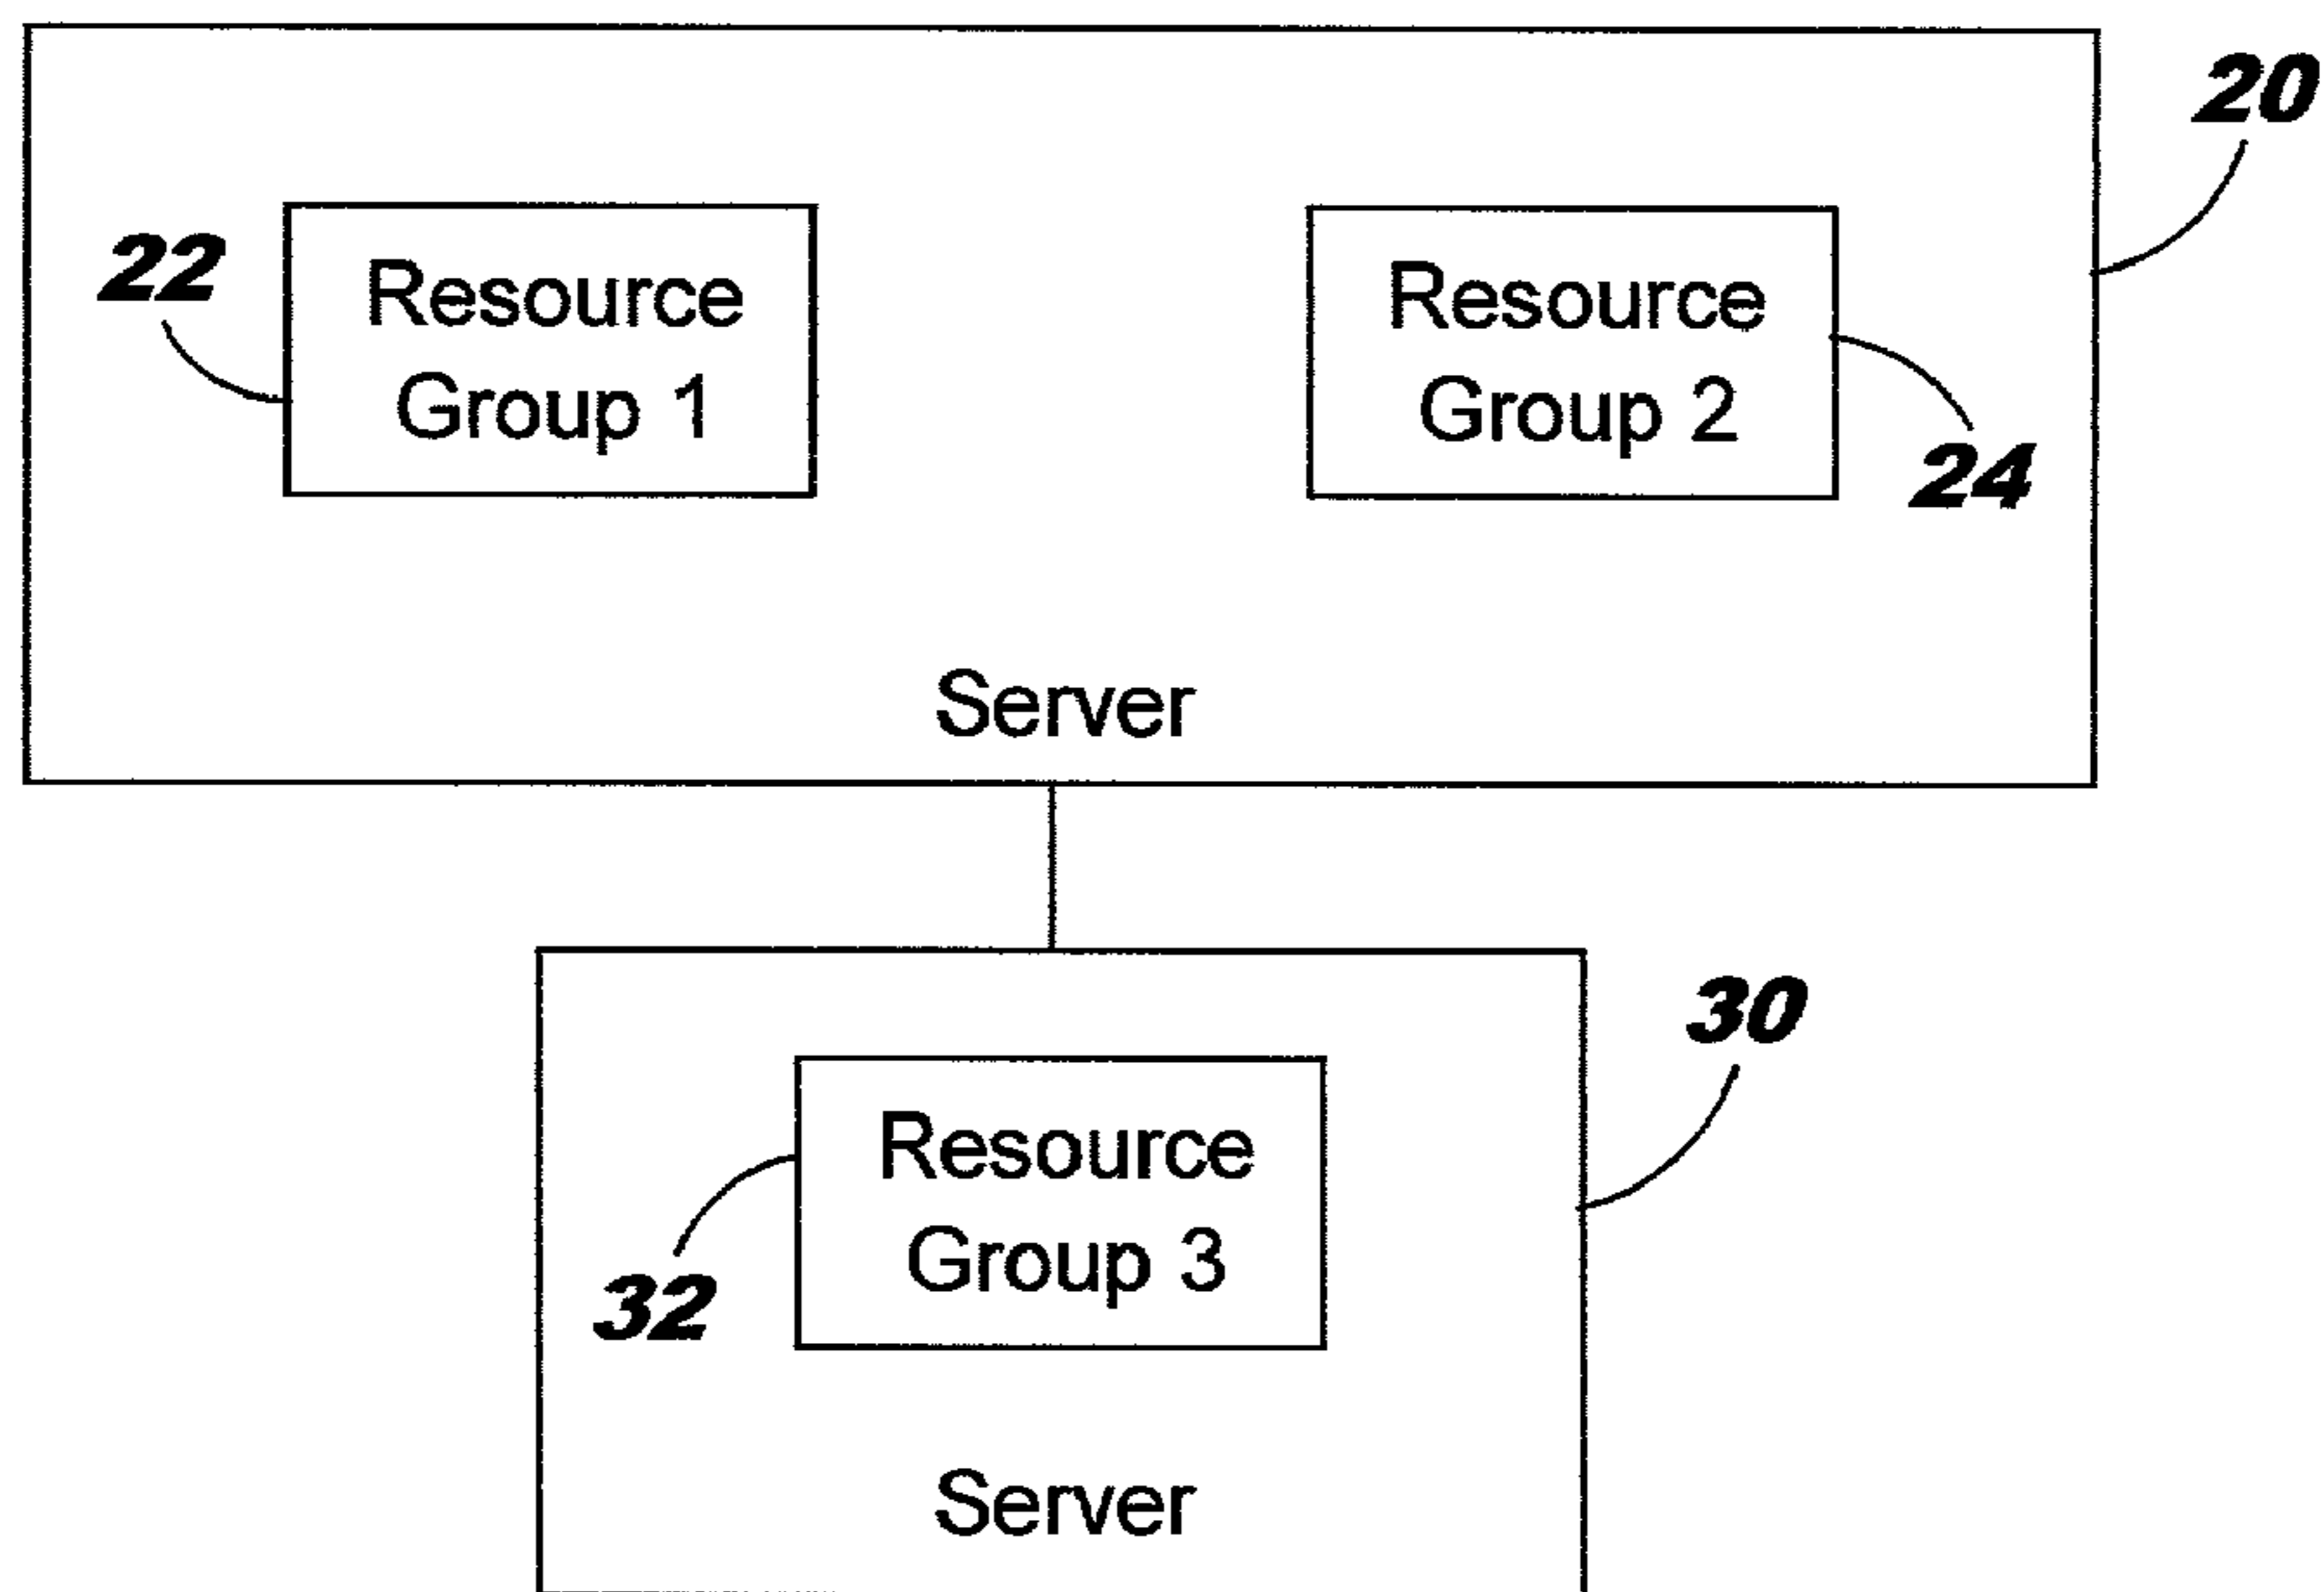 20
22
Resource
Group 1
Resource
Group 2
24
Server
30
Resource
Group 3
32
Server